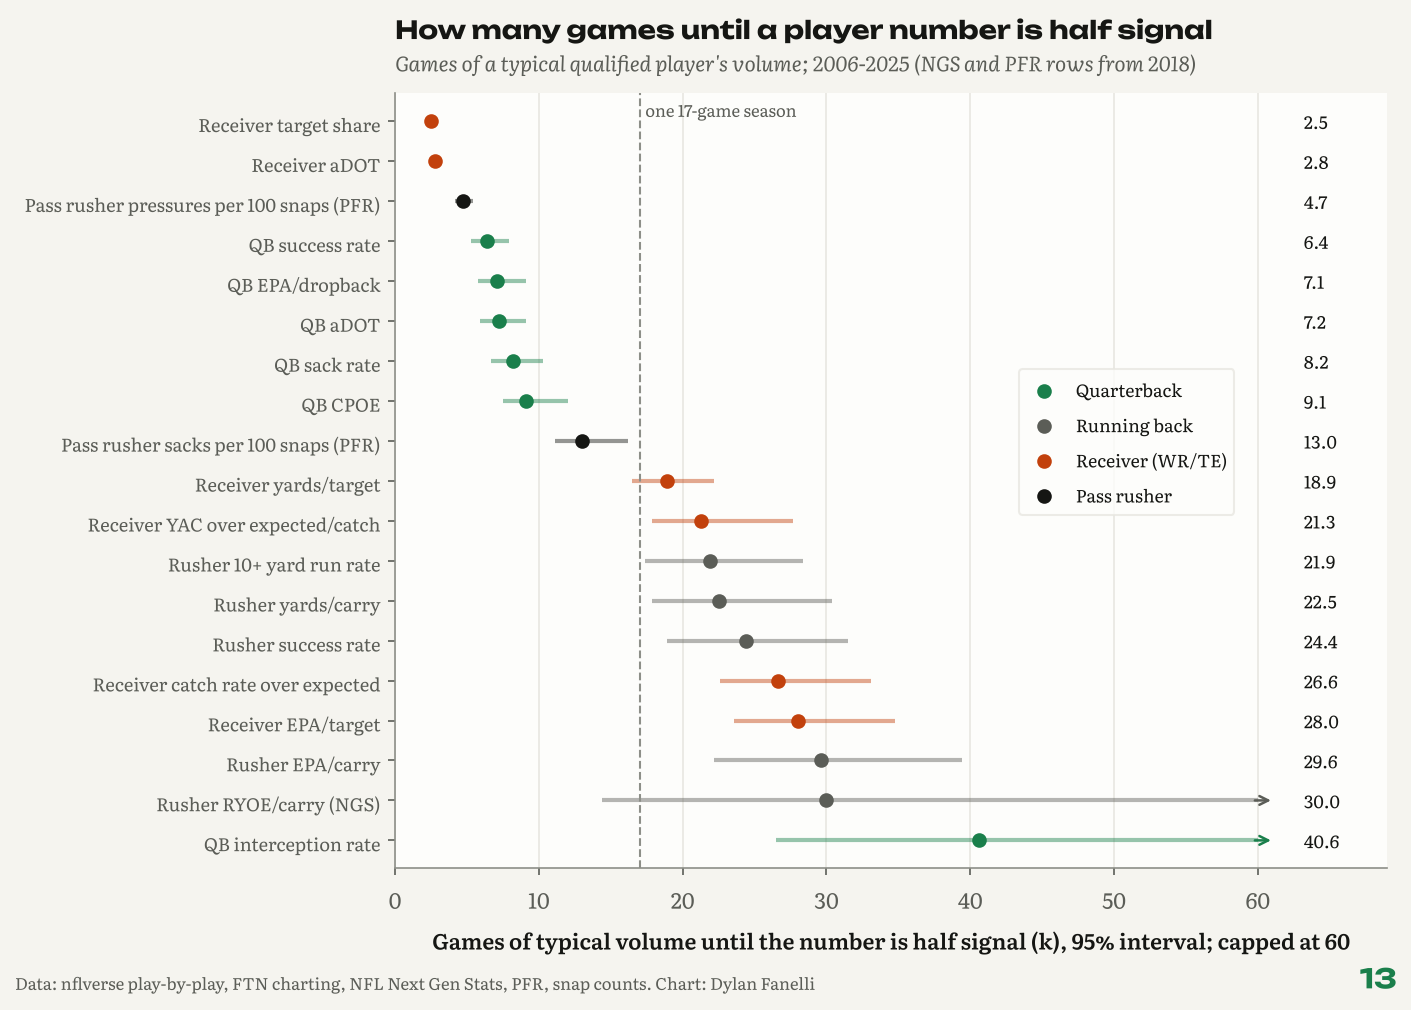 How many games until a player number is half signal
Games of a typical qualified player's volume; 2006-2025 (NGS and PFR rows from 2018)
one 17-game season
Receiver target share 2.5
Receiver aDOT 2.8
Pass rusher pressures per 100 snaps (PFR) 4.7
QB success rate 6.4
QB EPA/dropback 7.1
QB aDOT 7.2
QB sack rate 8.2
QB CPOE 9.1
Pass rusher sacks per 100 snaps (PFR) 13.0
Receiver yards/target 18.9
Receiver YAC over expected/catch 21.3
Rusher 10+ yard run rate 21.9
Rusher yards/carry 22.5
Rusher success rate 24.4
Receiver catch rate over expected 26.6
Receiver EPA/target 28.0
Rusher EPA/carry 29.6
Rusher RYOE/carry (NGS) 30.0
QB interception rate 40.6
Quarterback
Running back
Receiver (WR/TE)
Pass rusher
0 10 20 30 40 50 60
Games of typical volume until the number is half signal (k), 95% interval; capped at 60
Data: nflverse play-by-play, FTN charting, NFL Next Gen Stats, PFR, snap counts. Chart: Dylan Fanelli
13